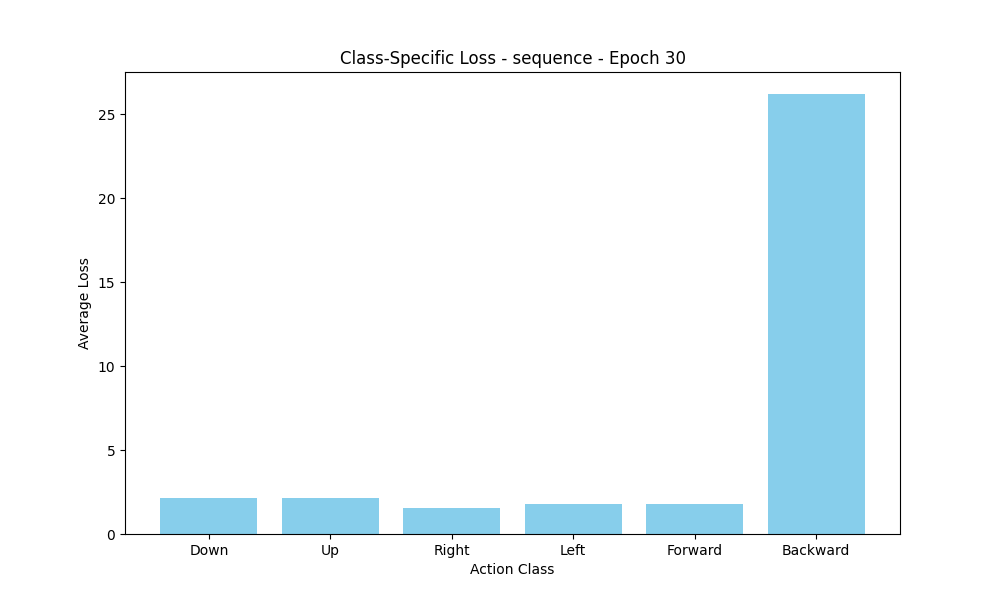 Class-Specific Loss - sequence - Epoch 30
Average Loss
25
20
15
10
5
0
Down Up Right Left Forward Backward
Action Class